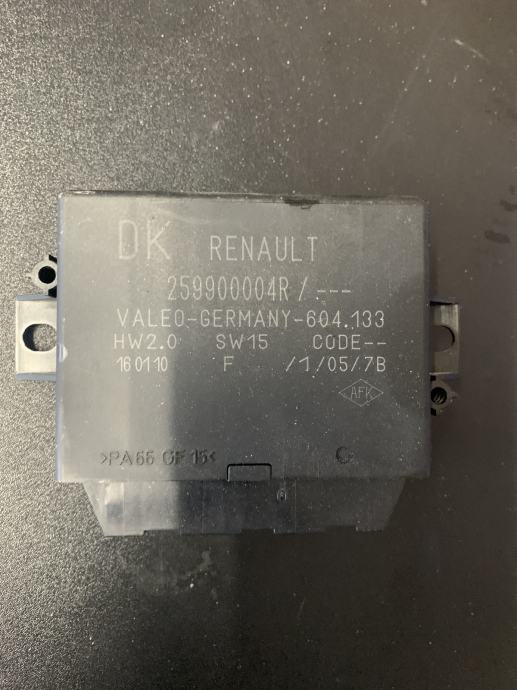 DK RENAULT
259900004R / ---
VALEO-GERMANY-604.133
HW2.0 SW15 CODE--
160110 F /1/05/7B
AFK
>PA66 GF15<